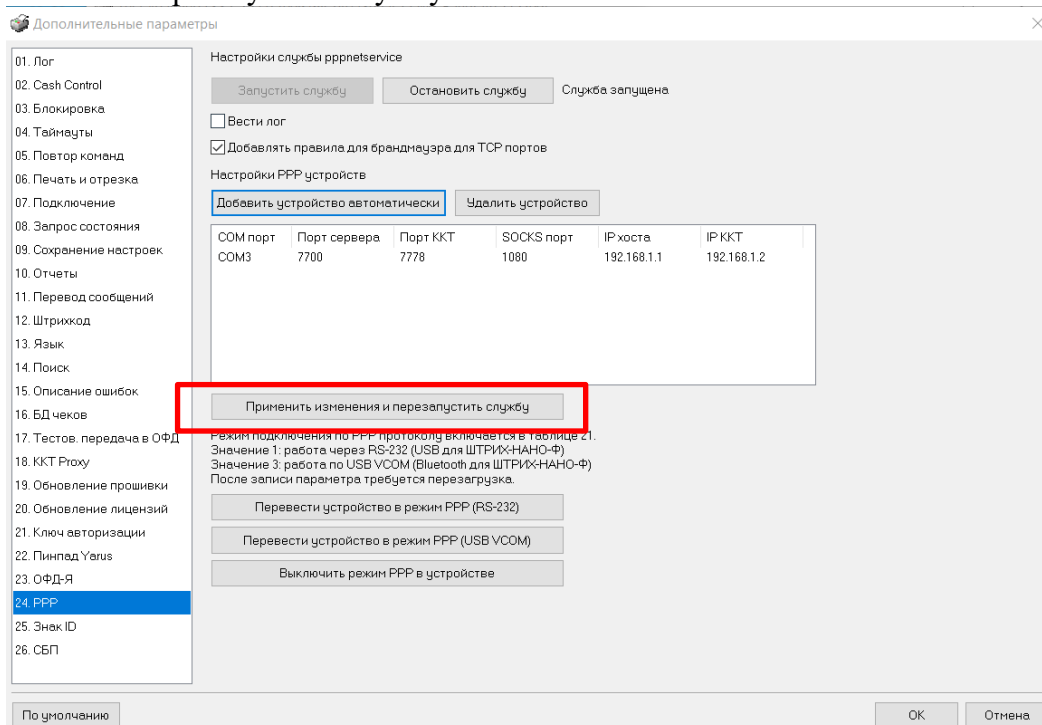 Дополнительные параметры
01. Лог
02. Cash Control
03. Блокировка
04. Таймауты
05. Повтор команд
06. Печать и отрезка
07. Подключение
08. Запрос состояния
09. Сохранение настроек
10. Отчеты
11. Перевод сообщений
12. Штрихкод
13. Язык
14. Поиск
15. Описание ошибок
16. БД чеков
17. Тестов. передача в ОФД
18. ККТ Proxy
19. Обновление прошивки
20. Обновление лицензий
21. Ключ авторизации
22. Пинпад Yarus
23. ОФД-Я
24. PPP
25. Знак ID
26. СБП
Настройки службы pppnetservice
Запустить службу Остановить службу Служба запущена
Вести лог
Добавлять правила для брандмауэра для TCP портов
Настройки PPP устройств
Добавить устройство автоматически Удалить устройство
COM порт Порт сервера Порт ККТ SOCKS порт IP хоста IP ККТ
COM3 7700 7778 1080 192.168.1.1 192.168.1.2
Применить изменения и перезапустить службу
Режим подключения по PPP протоколу включается в таблице 21.
Значение 1: работа через RS-232 (USB для ШТРИХ-НАНО-Ф)
Значение 3: работа по USB VCOM (Bluetooth для ШТРИХ-НАНО-Ф)
После записи параметра требуется перезагрузка.
Перевести устройство в режим PPP (RS-232)
Перевести устройство в режим PPP (USB VCOM)
Выключить режим PPP в устройстве
По умолчанию OK Отмена